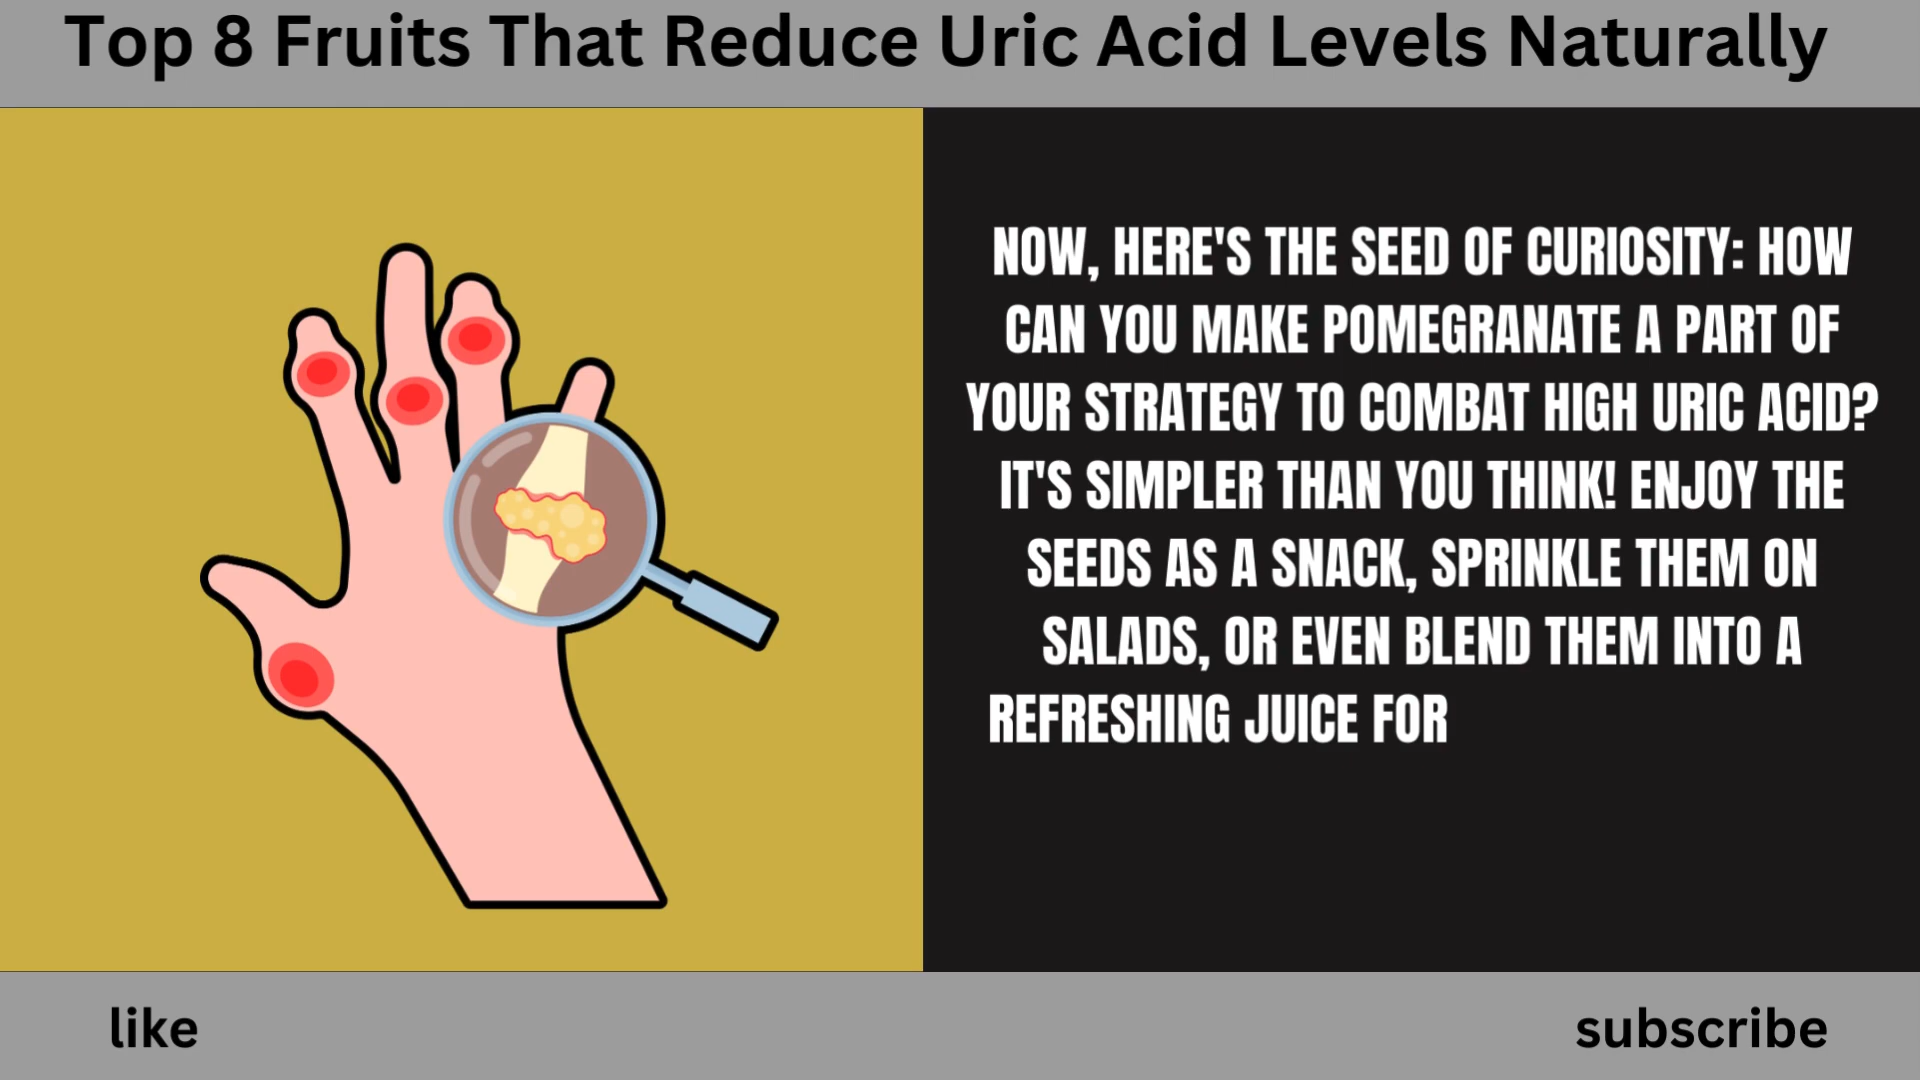 Top 8 Fruits That Reduce Uric Acid Levels Naturally
NOW, HERE'S THE SEED OF CURIOSITY: HOW
CAN YOU MAKE POMEGRANATE A PART OF
YOUR STRATEGY TO COMBAT HIGH URIC ACID?
IT'S SIMPLER THAN YOU THINK! ENJOY THE
SEEDS AS A SNACK, SPRINKLE THEM ON
SALADS, OR EVEN BLEND THEM INTO A
REFRESHING JUICE FOR
like
subscribe